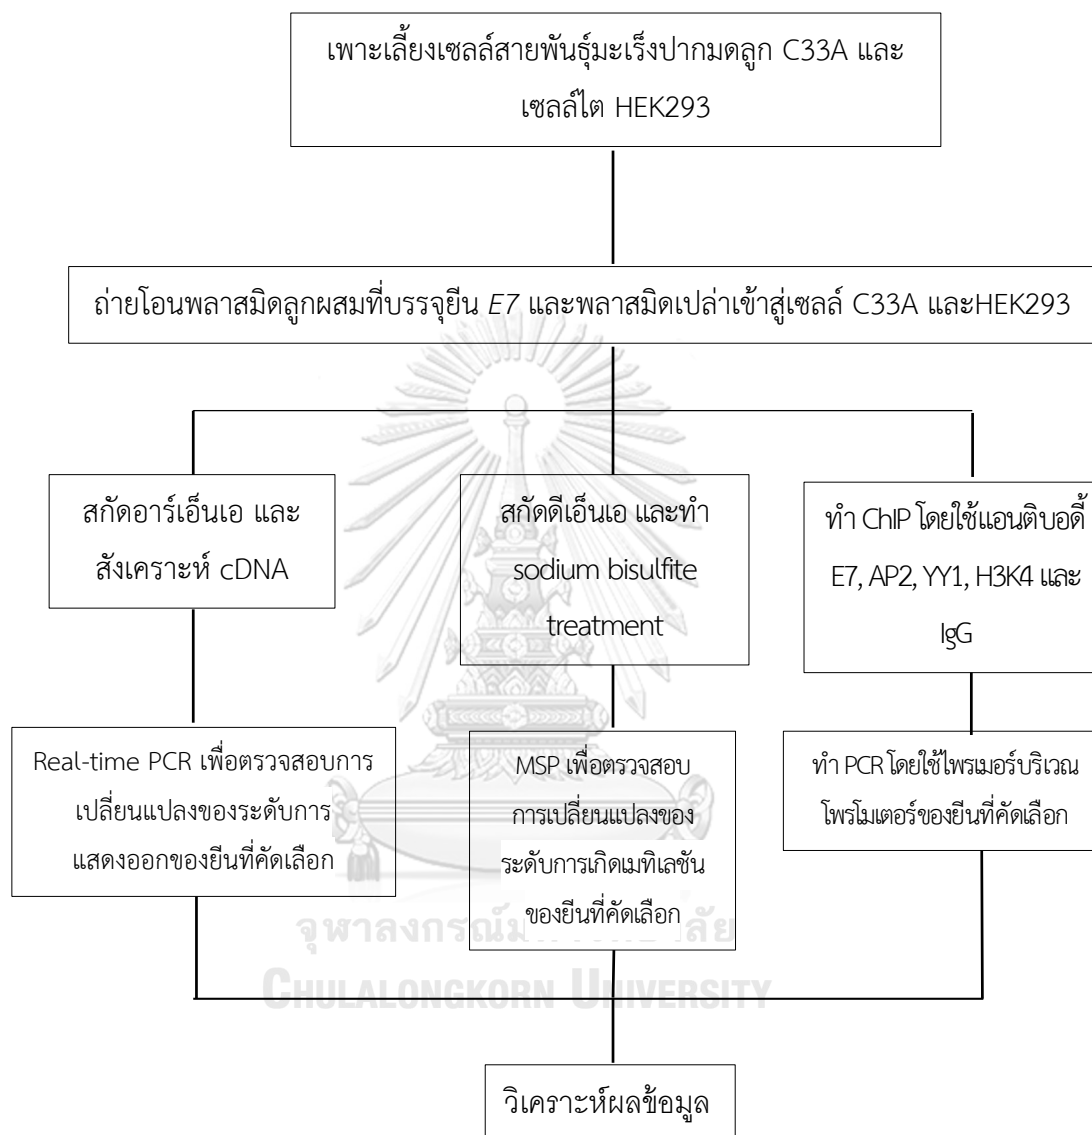 เพาะเลี้ยงเซลล์สายพันธุ์มะเร็งปากมดลูก C33A และ
เซลล์ไต HEK293
ถ่ายโอนพลาสมิดลูกผสมที่บรรจุยีน E7 และพลาสมิดเปล่าเข้าสู่เซลล์ C33A และHEK293
สกัดอาร์เอ็นเอ และ
สังเคราะห์ cDNA
สกัดดีเอ็นเอ และทำ
sodium bisulfite
treatment
ทำ ChIP โดยใช้แอนติบอดี้
E7, AP2, YY1, H3K4 และ
IgG
Real-time PCR เพื่อตรวจสอบการ
เปลี่ยนแปลงของระดับการ
แสดงออกของยีนที่คัดเลือก
MSP เพื่อตรวจสอบ
การเปลี่ยนแปลงของ
ระดับการเกิดเมทิเลชัน
ของยีนที่คัดเลือก
ทำ PCR โดยใช้ไพรเมอร์บริเวณ
โพรโมเตอร์ของยีนที่คัดเลือก
CHULALONGKORN UNIVERSITY
วิเคราะห์ผลข้อมูล